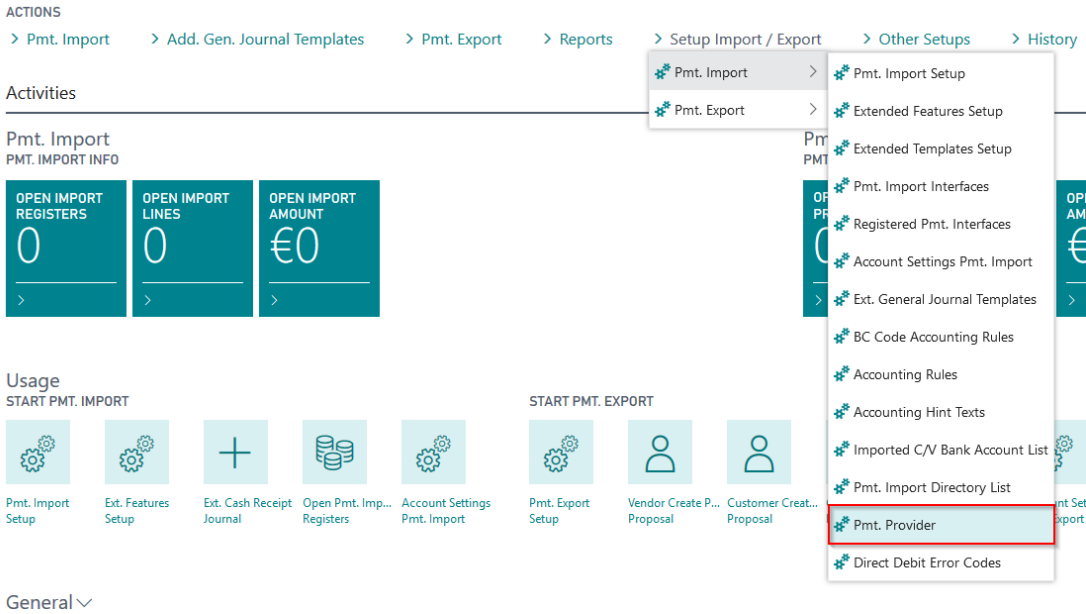 ACTIONS
> Pmt. Import > Add. Gen. Journal Templates > Pmt. Export > Reports > Setup Import / Export > Other Setups > History
Pmt. Import >
Pmt. Export >
Pmt. Import Setup
Extended Features Setup
Extended Templates Setup
Pmt. Import Interfaces
Registered Pmt. Interfaces
Account Settings Pmt. Import
Ext. General Journal Templates
BC Code Accounting Rules
Accounting Rules
Accounting Hint Texts
Imported C/V Bank Account List
Pmt. Import Directory List
Pmt. Provider
Direct Debit Error Codes
Activities
Pmt. Import
PMT. IMPORT INFO
OPEN IMPORT
REGISTERS
0
>
OPEN IMPORT
LINES
0
>
OPEN IMPORT
AMOUNT
€0
>
Usage
START PMT. IMPORT
Pmt. Import
Setup
Ext. Features
Setup
Ext. Cash Receipt
Journal
Open Pmt. Imp...
Registers
Account Settings
Pmt. Import
START PMT. EXPORT
Pmt. Export
Setup
Vendor Create P...
Proposal
Customer Creat...
Proposal
General